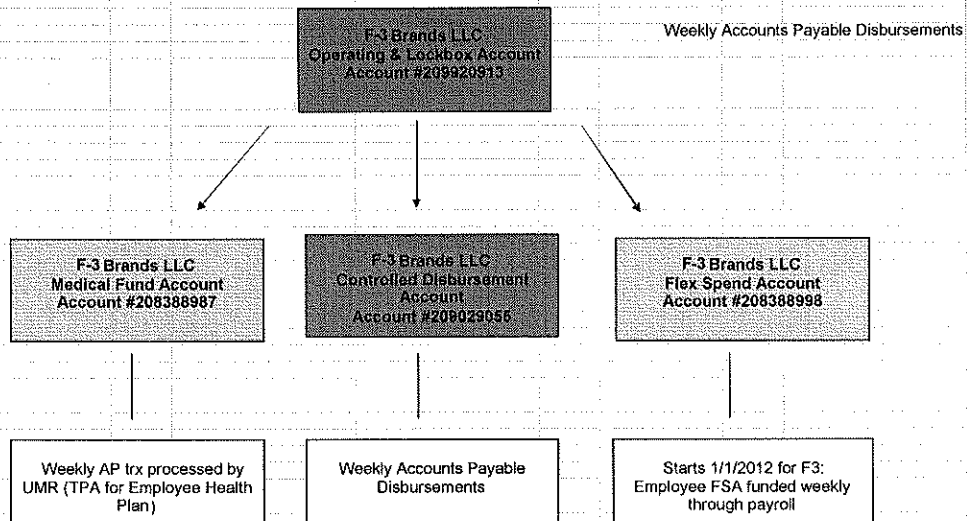 F-3 Brands LLC
Operating & Lockbox Account
Account #209920913
Weekly Accounts Payable Disbursements
F-3 Brands LLC
Medical Fund Account
Account #208388987
F-3 Brands LLC
Controlled Disbursement
Account
Account #209029055
F-3 Brands LLC
Flex Spend Account
Account #208388998
Weekly AP trx processed by
UMR (TPA for Employee Health
Plan)
Weekly Accounts Payable
Disbursements
Starts 1/1/2012 for F3:
Employee FSA funded weekly
through payroll